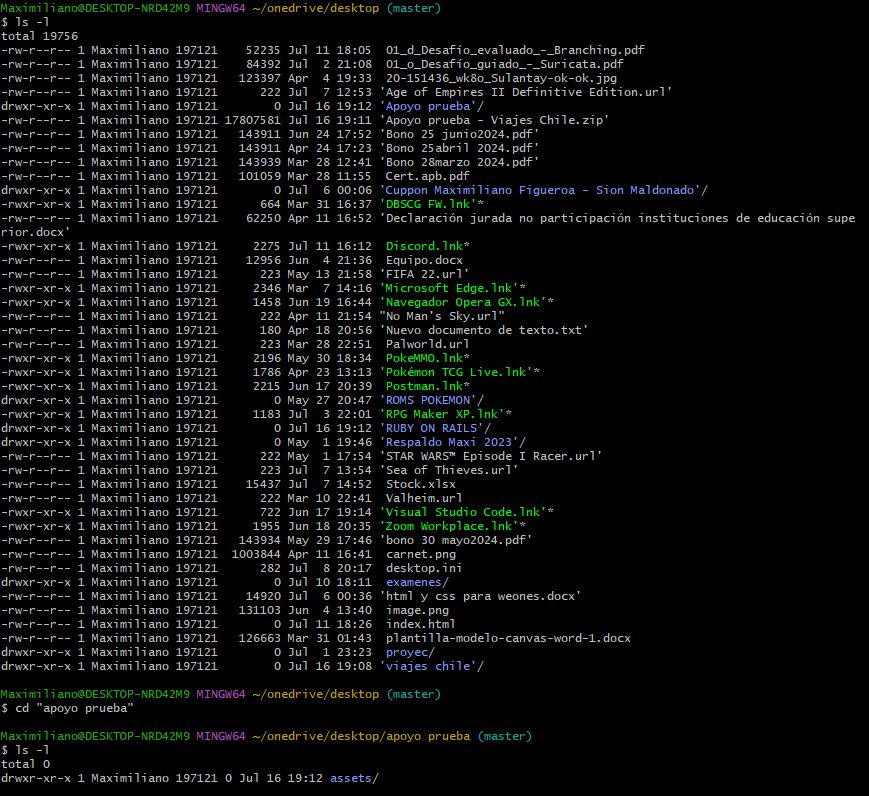 Maximiliano@DESKTOP-NRD42M9 MINGW64 ~/onedrive/desktop (master)
$ ls -l
total 19756
-rw-r--r-- 1 Maximiliano 197121    52235 Jul 11 18:05  01_d_Desafío_evaluado_-_Branching.pdf
-rw-r--r-- 1 Maximiliano 197121    84392 Jul  2 21:08  01_o_Desafío_guiado_-_Suricata.pdf
-rw-r--r-- 1 Maximiliano 197121   123397 Apr  4 19:33  20-151436_wk8o_Sulantay-ok-ok.jpg
-rw-r--r-- 1 Maximiliano 197121      222 Jul  7 12:53 'Age of Empires II Definitive Edition.url'
drwxr-xr-x 1 Maximiliano 197121        0 Jul 16 19:12 'Apoyo prueba'/
-rw-r--r-- 1 Maximiliano 197121 17807581 Jul 16 19:11 'Apoyo prueba - Viajes Chile.zip'
-rw-r--r-- 1 Maximiliano 197121   143911 Jun 24 17:52 'Bono 25 junio2024.pdf'
-rw-r--r-- 1 Maximiliano 197121   143911 Apr 24 17:23 'Bono 25abril 2024.pdf'
-rw-r--r-- 1 Maximiliano 197121   143939 Mar 28 12:41 'Bono 28marzo 2024.pdf'
-rw-r--r-- 1 Maximiliano 197121   101059 Mar 28 11:55  Cert.apb.pdf
drwxr-xr-x 1 Maximiliano 197121        0 Jul  6 00:06 'Cuppon Maximiliano Figueroa - Sion Maldonado'/
-rwxr-xr-x 1 Maximiliano 197121      664 Mar 31 16:37 'DBSCG FW.lnk'*
-rw-r--r-- 1 Maximiliano 197121    62250 Apr 11 16:52 'Declaración jurada no participación instituciones de educación supe
rior.docx'
-rwxr-xr-x 1 Maximiliano 197121     2275 Jul 11 16:12  Discord.lnk*
-rw-r--r-- 1 Maximiliano 197121    12956 Jun  4 21:36  Equipo.docx
-rw-r--r-- 1 Maximiliano 197121      223 May 13 21:58 'FIFA 22.url'
-rwxr-xr-x 1 Maximiliano 197121     2346 Mar  7 14:16 'Microsoft Edge.lnk'*
-rwxr-xr-x 1 Maximiliano 197121     1458 Jun 19 16:44 'Navegador Opera GX.lnk'*
-rw-r--r-- 1 Maximiliano 197121      222 Apr 11 21:54 "No Man's Sky.url"
-rw-r--r-- 1 Maximiliano 197121      180 Apr 18 20:56 'Nuevo documento de texto.txt'
-rw-r--r-- 1 Maximiliano 197121      223 Mar 28 22:51  Palworld.url
-rwxr-xr-x 1 Maximiliano 197121     2196 May 30 18:34  PokeMMO.lnk*
-rwxr-xr-x 1 Maximiliano 197121     1786 Apr 23 13:13 'Pokémon TCG Live.lnk'*
-rwxr-xr-x 1 Maximiliano 197121     2215 Jun 17 20:39  Postman.lnk*
drwxr-xr-x 1 Maximiliano 197121        0 May 27 20:47 'ROMS POKEMON'/
-rwxr-xr-x 1 Maximiliano 197121     1183 Jul  3 22:01 'RPG Maker XP.lnk'*
drwxr-xr-x 1 Maximiliano 197121        0 Jul 16 19:12 'RUBY ON RAILS'/
drwxr-xr-x 1 Maximiliano 197121        0 May  1 19:46 'Respaldo Maxi 2023'/
-rw-r--r-- 1 Maximiliano 197121      222 May  1 17:54 'STAR WARS™ Episode I Racer.url'
-rw-r--r-- 1 Maximiliano 197121      223 Jul  7 13:54 'Sea of Thieves.url'
-rw-r--r-- 1 Maximiliano 197121    15437 Jul  7 14:52  Stock.xlsx
-rw-r--r-- 1 Maximiliano 197121      222 Mar 10 22:41  Valheim.url
-rwxr-xr-x 1 Maximiliano 197121      722 Jun 17 19:14 'Visual Studio Code.lnk'*
-rwxr-xr-x 1 Maximiliano 197121     1955 Jun 18 20:35 'Zoom Workplace.lnk'*
-rw-r--r-- 1 Maximiliano 197121   143934 May 29 17:46 'bono 30 mayo2024.pdf'
-rw-r--r-- 1 Maximiliano 197121  1003844 Apr 11 16:41  carnet.png
-rw-r--r-- 1 Maximiliano 197121      282 Jul  8 20:17  desktop.ini
drwxr-xr-x 1 Maximiliano 197121        0 Jul 10 18:11  examenes/
-rw-r--r-- 1 Maximiliano 197121    14920 Jul  6 00:36 'html y css para weones.docx'
-rw-r--r-- 1 Maximiliano 197121   131103 Jun  4 13:40  image.png
-rw-r--r-- 1 Maximiliano 197121        0 Jul 11 18:26  index.html
-rw-r--r-- 1 Maximiliano 197121   126663 Mar 31 01:43  plantilla-modelo-canvas-word-1.docx
drwxr-xr-x 1 Maximiliano 197121        0 Jul  1 23:23  proyec/
drwxr-xr-x 1 Maximiliano 197121        0 Jul 16 19:08 'viajes chile'/
Maximiliano@DESKTOP-NRD42M9 MINGW64 ~/onedrive/desktop (master)
$ cd "apoyo prueba"
Maximiliano@DESKTOP-NRD42M9 MINGW64 ~/onedrive/desktop/apoyo prueba (master)
$ ls -l
total 0
drwxr-xr-x 1 Maximiliano 197121 0 Jul 16 19:12 assets/